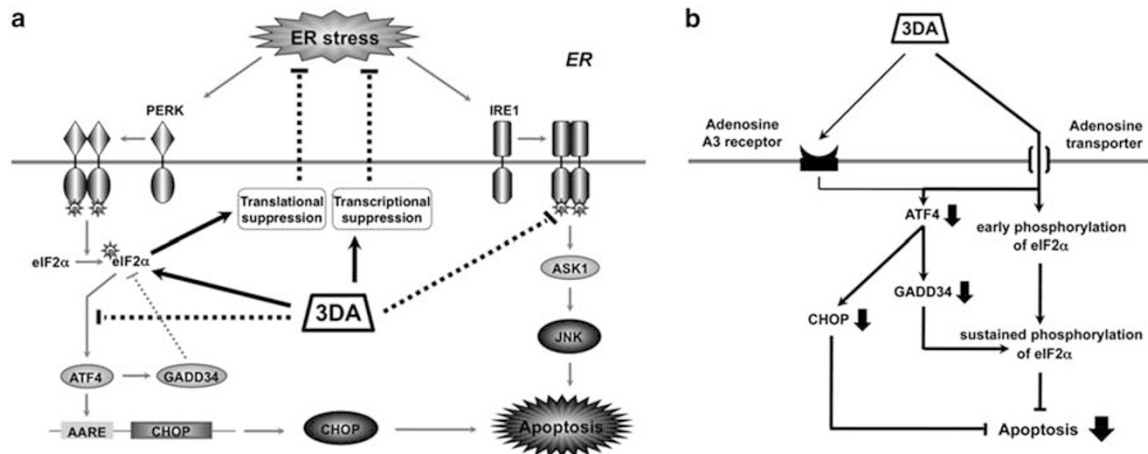 a
ER stress
ER
PERK
IRE1
Translational
suppression
Transcriptional
suppression
eIF2α
eIF2α
ASK1
3DA
JNK
ATF4
GADD34
AARE
CHOP
CHOP
Apoptosis
b
3DA
Adenosine
A3 receptor
Adenosine
transporter
ATF4
early phosphorylation
of eIF2α
GADD34
CHOP
sustained phosphorylation
of eIF2α
Apoptosis